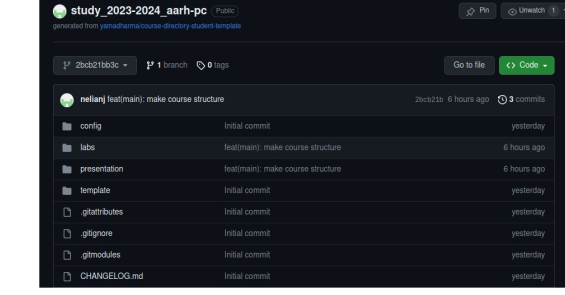 study_2023-2024_aarh-pc Public Pin Unwatch 1
generated from yamadharma/course-directory-student-template
2bcb21bb3c 1 branch 0 tags Go to file Code
nelianj feat(main): make course structure 2bcb21b 6 hours ago 3 commits
config Initial commit yesterday
labs feat(main): make course structure 6 hours ago
presentation feat(main): make course structure 6 hours ago
template Initial commit yesterday
.gitattributes Initial commit yesterday
.gitignore Initial commit yesterday
.gitmodules Initial commit yesterday
CHANGELOG.md Initial commit yesterday